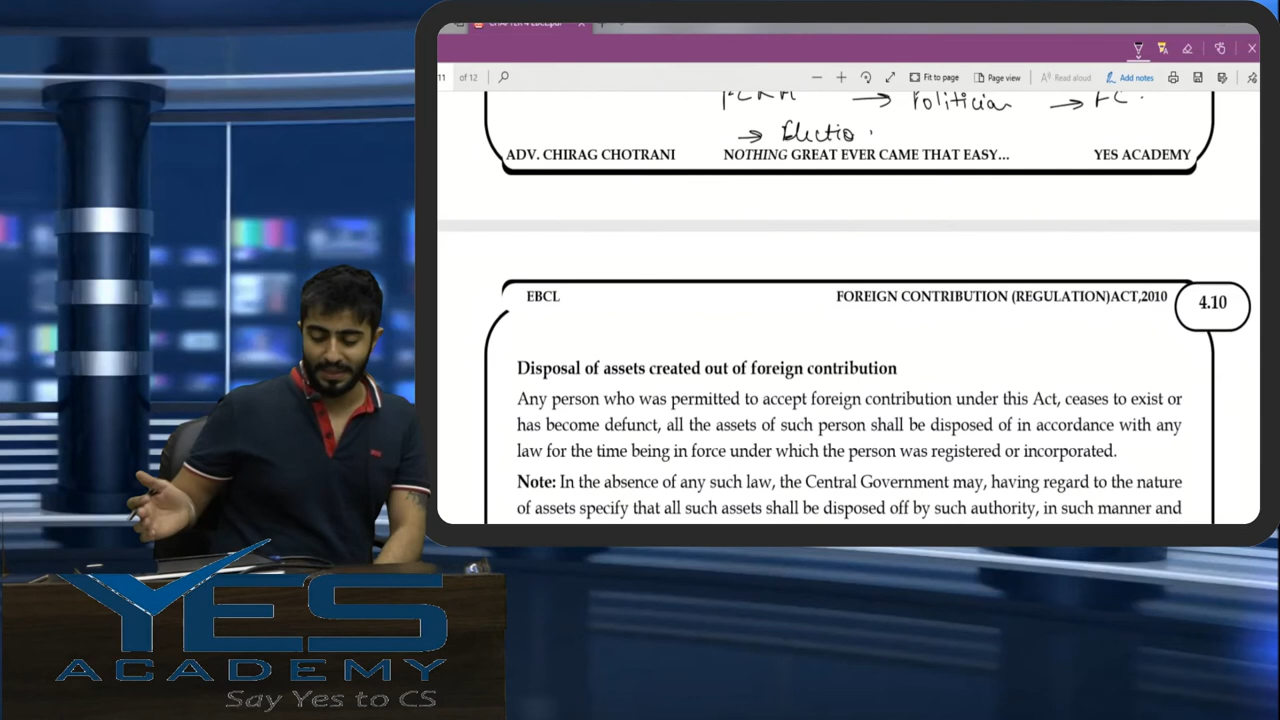 11 of 12
Fit to page
Page view
Read aloud
Add notes
→ Politician → FC.
→ Electio
ADV. CHIRAG CHOTRANI NOTHING GREAT EVER CAME THAT EASY... YES ACADEMY
EBCL FOREIGN CONTRIBUTION (REGULATION)ACT,2010 4.10
Disposal of assets created out of foreign contribution
Any person who was permitted to accept foreign contribution under this Act, ceases to exist or
has become defunct, all the assets of such person shall be disposed of in accordance with any
law for the time being in force under which the person was registered or incorporated.
Note: In the absence of any such law, the Central Government may, having regard to the nature
of assets specify that all such assets shall be disposed off by such authority, in such manner and
YES
ACADEMY
Say Yes to CS